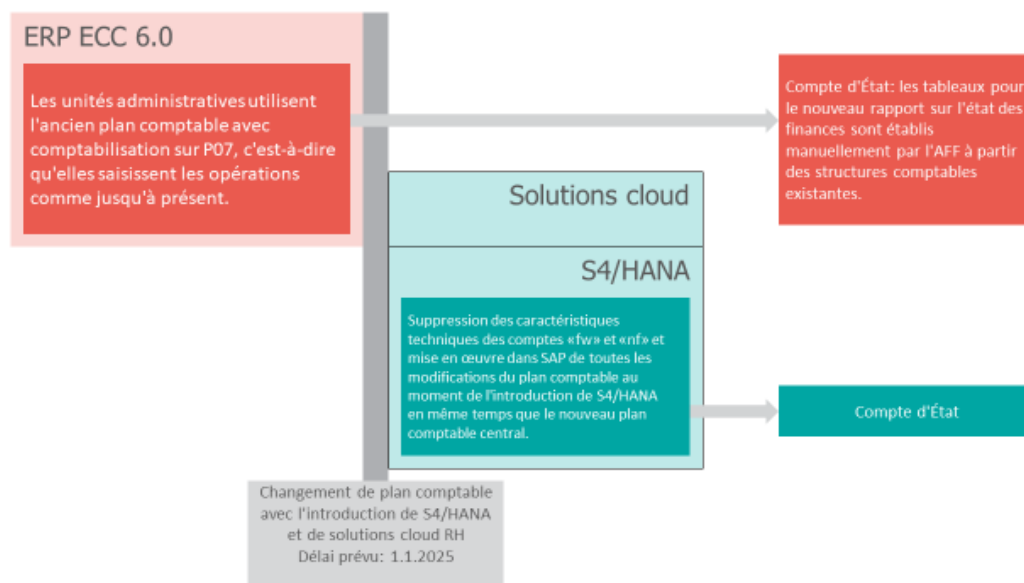 ERP ECC 6.0
Les unités administratives utilisent
l'ancien plan comptable avec
comptabilisation sur P07, c'est-à-dire
qu'elles saisissent les opérations
comme jusqu'à présent.
Compte d'État: les tableaux pour
le nouveau rapport sur l'état des
finances sont établis
manuellement par l'AFF à partir
des structures comptables
existantes.
Solutions cloud
S4/HANA
Suppression des caractéristiques
techniques des comptes «fw» et «nf» et
mise en œuvre dans SAP de toutes les
modifications du plan comptable au
moment de l'introduction de S4/HANA
en même temps que le nouveau plan
comptable central.
Compte d'État
Changement de plan comptable
avec l'introduction de S4/HANA
et de solutions cloud RH
Délai prévu: 1.1.2025